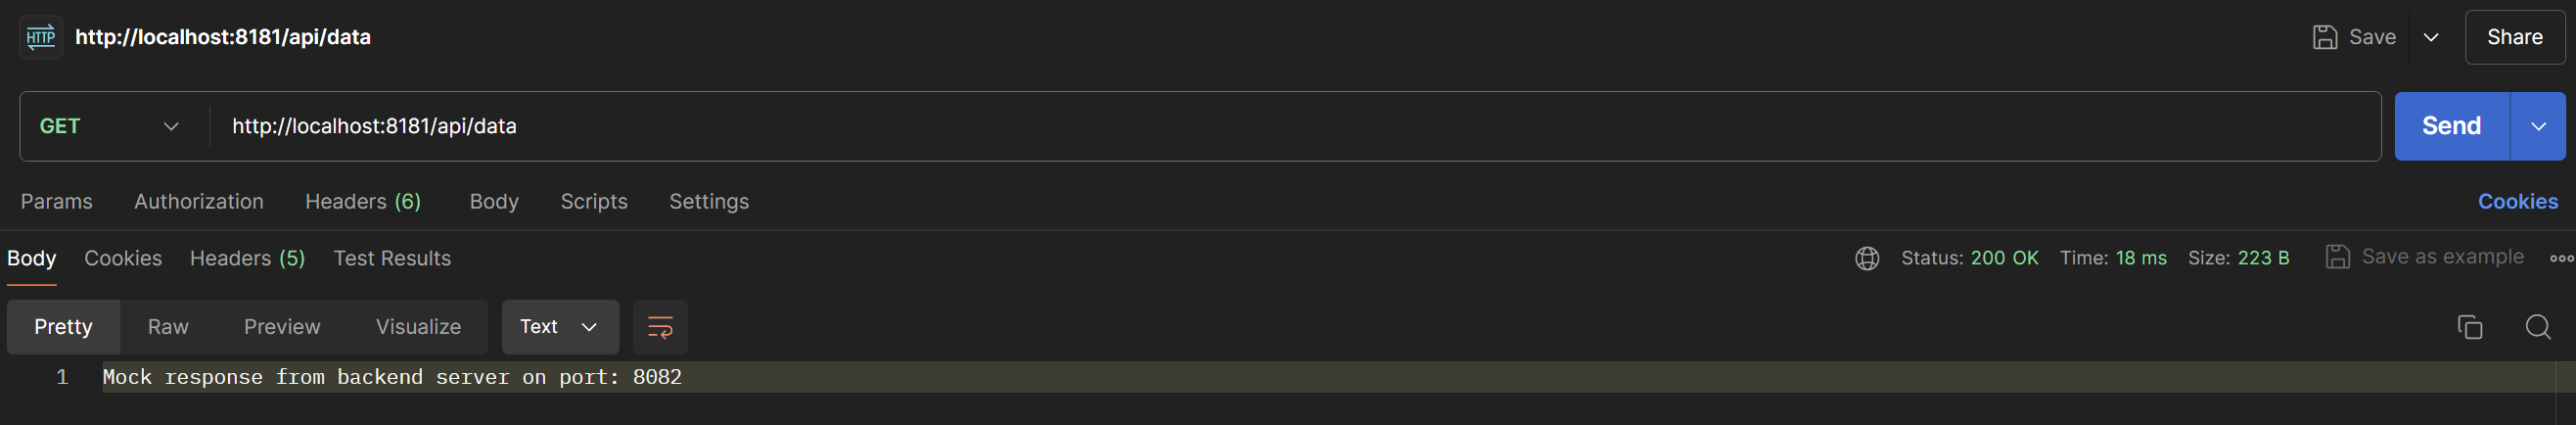 HTTP http://localhost:8181/api/data Save Share
GET http://localhost:8181/api/data Send
Params Authorization Headers (6) Body Scripts Settings Cookies
Body Cookies Headers (5) Test Results Status: 200 OK Time: 18 ms Size: 223 B Save as example
Pretty Raw Preview Visualize Text
1 Mock response from backend server on port: 8082